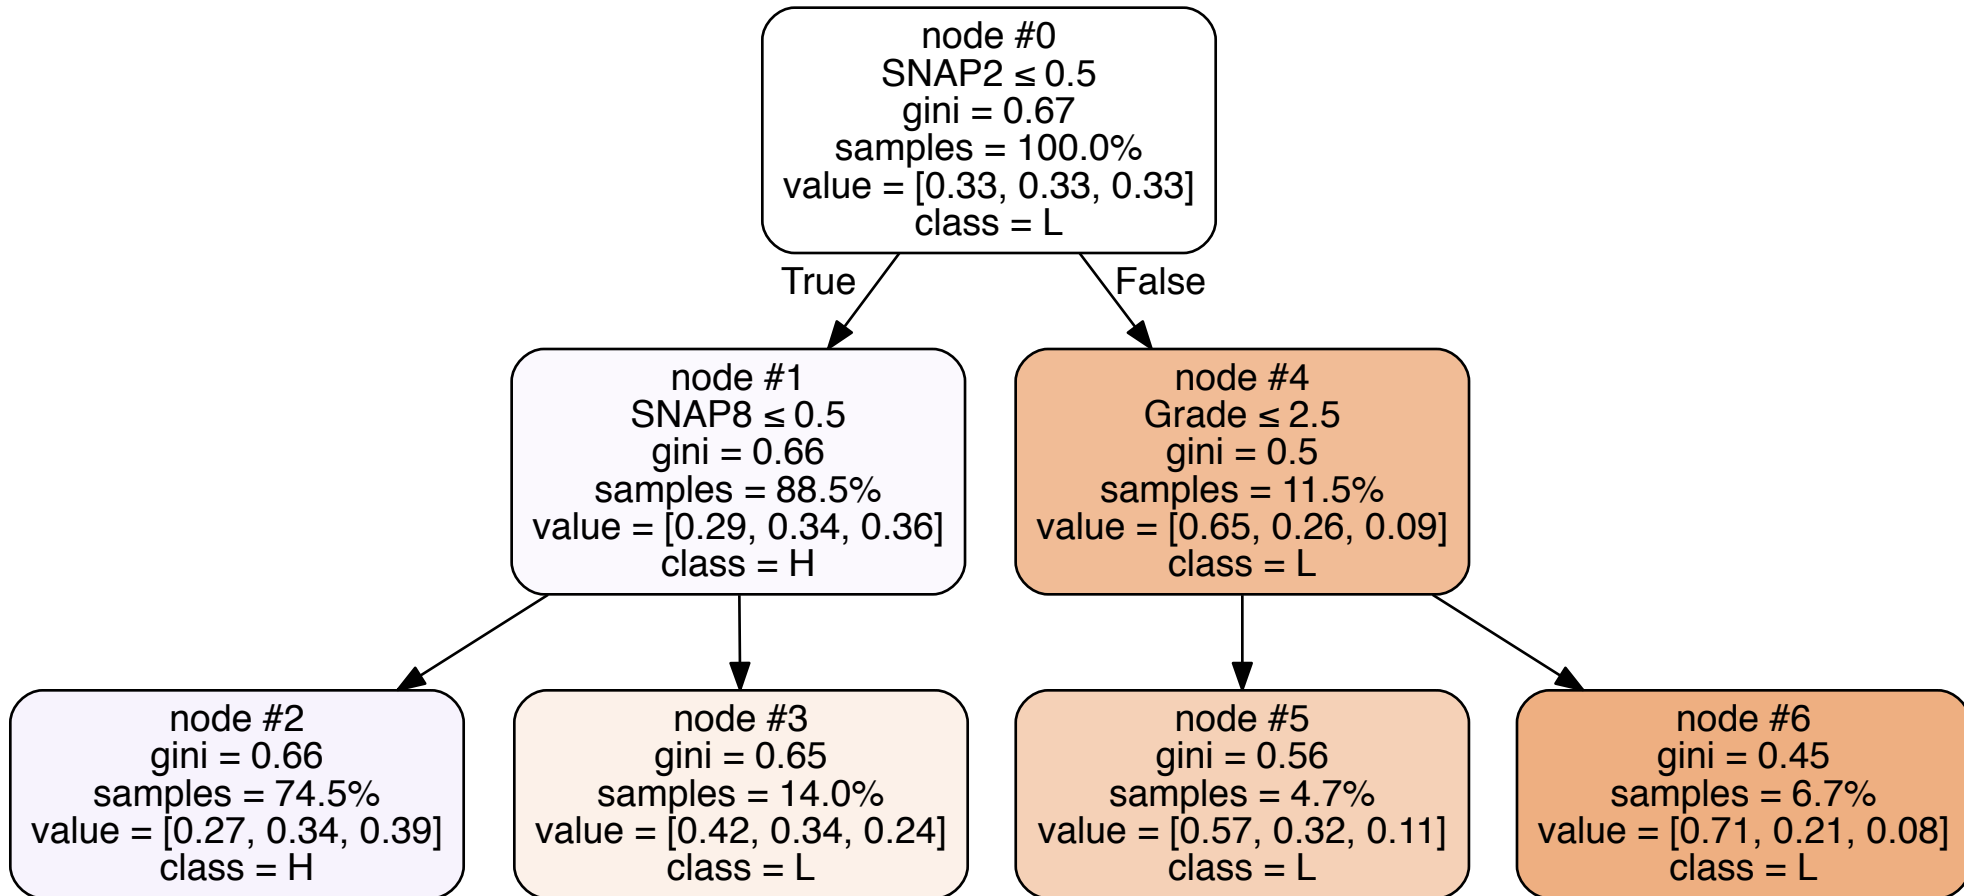 node #0
SNAP2 ≤ 0.5
gini = 0.67
samples = 100.0%
value = [0.33, 0.33, 0.33]
class = L
True
False
node #1
SNAP8 ≤ 0.5
gini = 0.66
samples = 88.5%
value = [0.29, 0.34, 0.36]
class = H
node #4
Grade ≤ 2.5
gini = 0.5
samples = 11.5%
value = [0.65, 0.26, 0.09]
class = L
node #2
gini = 0.66
samples = 74.5%
value = [0.27, 0.34, 0.39]
class = H
node #3
gini = 0.65
samples = 14.0%
value = [0.42, 0.34, 0.24]
class = L
node #5
gini = 0.56
samples = 4.7%
value = [0.57, 0.32, 0.11]
class = L
node #6
gini = 0.45
samples = 6.7%
value = [0.71, 0.21, 0.08]
class = L